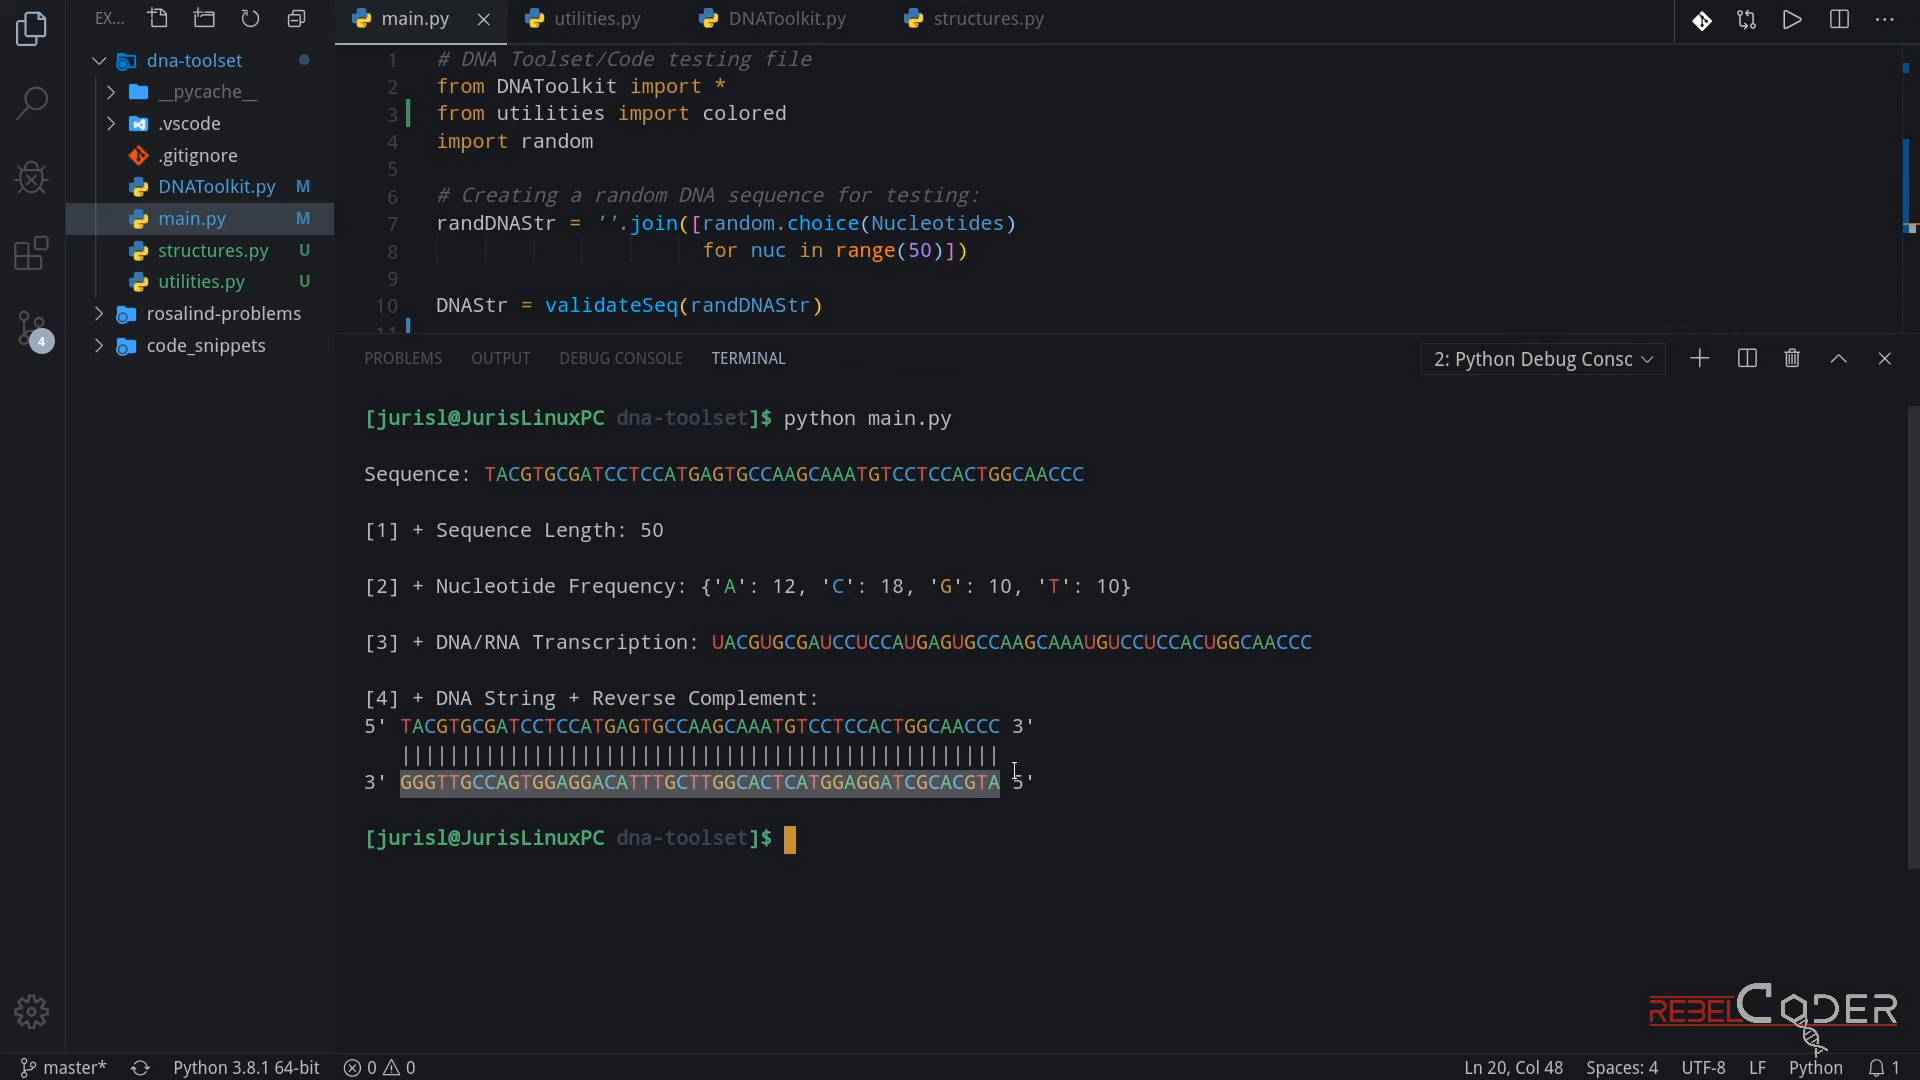 EX...
main.py
utilities.py
DNAToolkit.py
structures.py
dna-toolset
__pycache__
.vscode
.gitignore
DNAToolkit.py M
main.py M
structures.py U
utilities.py U
rosalind-problems
code_snippets
4
1 # DNA Toolset/Code testing file
2 from DNAToolkit import *
3 from utilities import colored
4 import random
5
6 # Creating a random DNA sequence for testing:
7 randDNAStr = ''.join([random.choice(Nucleotides)
8 for nuc in range(50)])
9
10 DNAStr = validateSeq(randDNAStr)
11
PROBLEMS OUTPUT DEBUG CONSOLE TERMINAL
2: Python Debug Consc
[jurisl@JurisLinuxPC dna-toolset]$ python main.py
Sequence: TACGTGCGATCCTCCATGAGTGCCAAGCAAATGTCCTCCACTGGCAACCC
[1] + Sequence Length: 50
[2] + Nucleotide Frequency: {'A': 12, 'C': 18, 'G': 10, 'T': 10}
[3] + DNA/RNA Transcription: UACGUGCGAUCCUCCAUGAGUGCCAAGCAAAUGUCCUCCACUGGCAACCC
[4] + DNA String + Reverse Complement:
5' TACGTGCGATCCTCCATGAGTGCCAAGCAAATGTCCTCCACTGGCAACCC 3'
||||||||||||||||||||||||||||||||||||||||||||||||||
3' GGGTTGCCAGTGGAGGACATTTGCTTGGCACTCATGGAGGATCGCACGTA 5'
[jurisl@JurisLinuxPC dna-toolset]$
REBELCODER
master* Python 3.8.1 64-bit 0 0 Ln 20, Col 48 Spaces: 4 UTF-8 LF Python 1